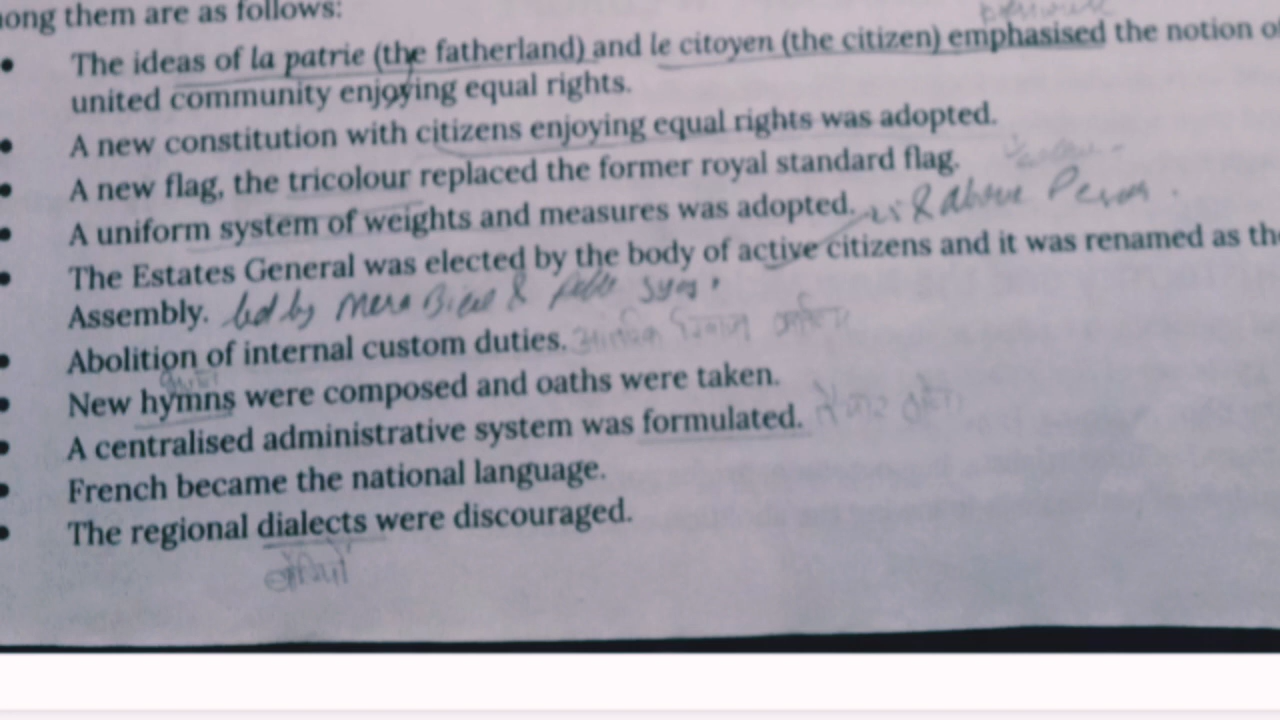 ong them are as follows:
• The ideas of la patrie (the fatherland) and le citoyen (the citizen) emphasised the notion o
united community enjoying equal rights.
• A new constitution with citizens enjoying equal rights was adopted.
• A new flag, the tricolour replaced the former royal standard flag.
• A uniform system of weights and measures was adopted. & above
• The Estates General was elected by the body of active citizens and it was renamed as the
Assembly. led by
• Abolition of internal custom duties.
• New hymns were composed and oaths were taken.
• A centralised administrative system was formulated.
• French became the national language.
• The regional dialects were discouraged.